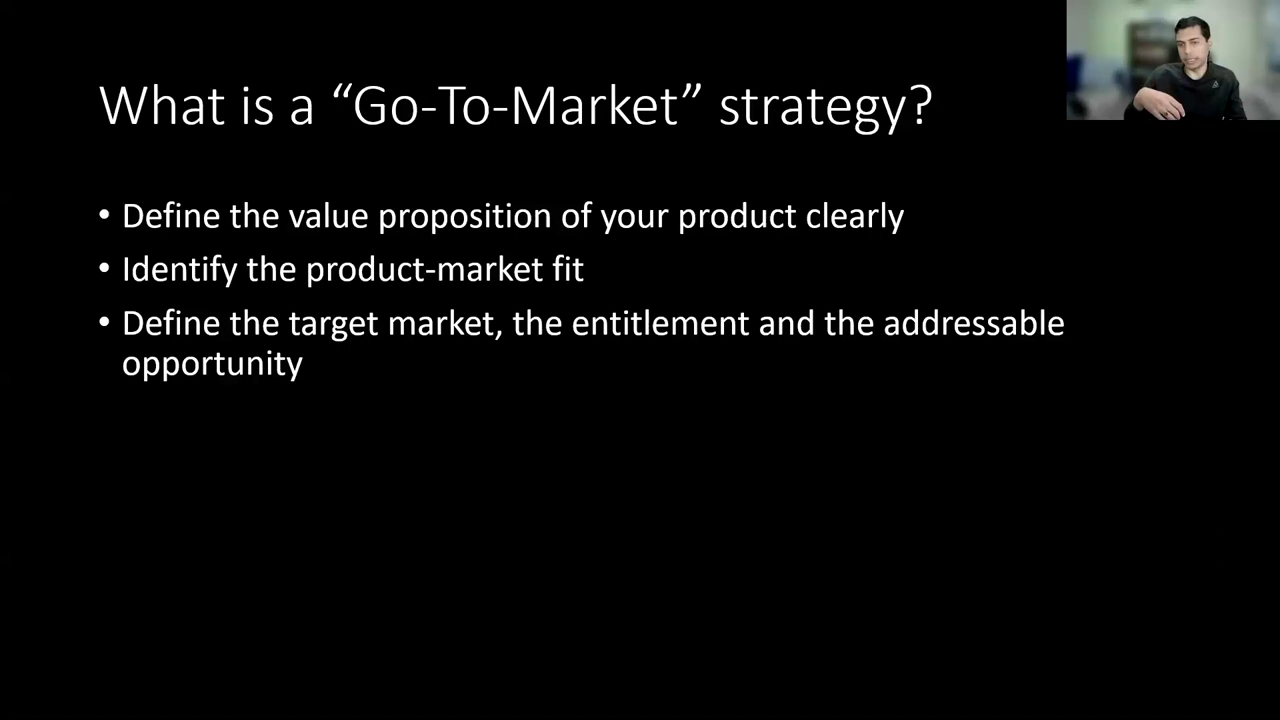 What is a “Go-To-Market” strategy?
• Define the value proposition of your product clearly
• Identify the product-market fit
• Define the target market, the entitlement and the addressable
opportunity